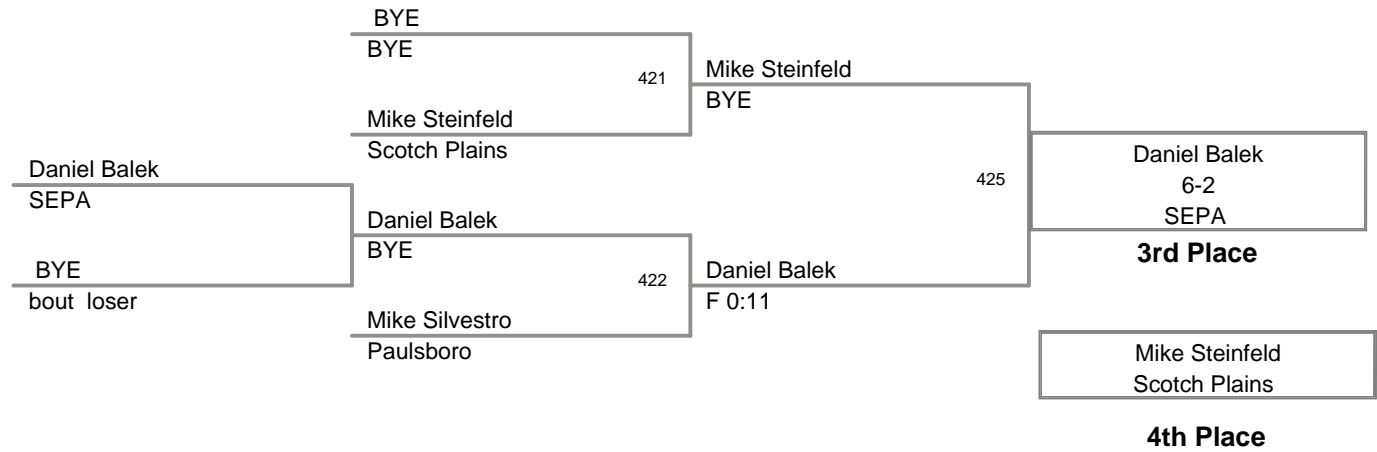 BYE
BYE
421
Mike Steinfeld
BYE
Mike Steinfeld
Scotch Plains
Daniel Balek
SEPA
425
Daniel Balek
6-2
SEPA
3rd Place
Daniel Balek
BYE
BYE
bout loser
422
Daniel Balek
F 0:11
Mike Silvestro
Paulsboro
Mike Steinfeld
Scotch Plains
4th Place